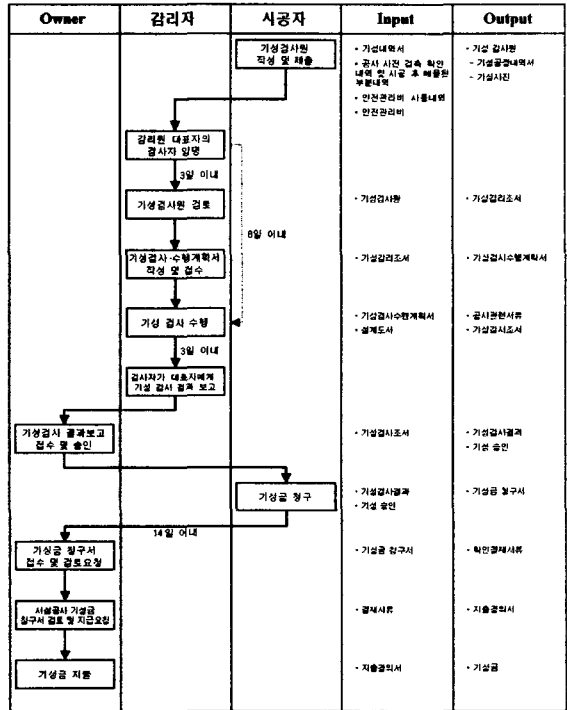 Owner
감리자
시공자
Input
Output
기성검사원
작성 및 제출
· 기성내역서
· 공사 사전 검측 확인
내역 및 시공 후 매몰된
부분내역
· 안전관리비 사용내역
· 안전관리비
· 기성 검사원
- 기성공정내역서
- 기성사진
감리원 대표자의
검사자 임명
3일 이내
8일 이내
기성검사원 검토
· 기성검사원
· 기성감리조서
기성검사·수행계획서
작성 및 접수
· 기성감리조서
· 기성검사수행계획서
기성 검사 수행
· 기성검사수행계획서
· 설계도서
· 공사관련서류
· 기성검사조서
3일 이내
검사자가 대표자에게
기성 검사 결과 보고
기성검사 결과보고
접수 및 승인
· 기성검사조서
· 기성검사결과
· 기성 승인
기성금 청구
· 기성검사결과
· 기성 승인
· 기성금 청구서
14일 이내
기성금 청구서
접수 및 검토요청
· 기성금 청구서
· 확인결재서류
시설공사 기성금
청구서 검토 및 지급요청
· 결재서류
· 지출결의서
기성금 지불
· 지출결의서
· 기성금